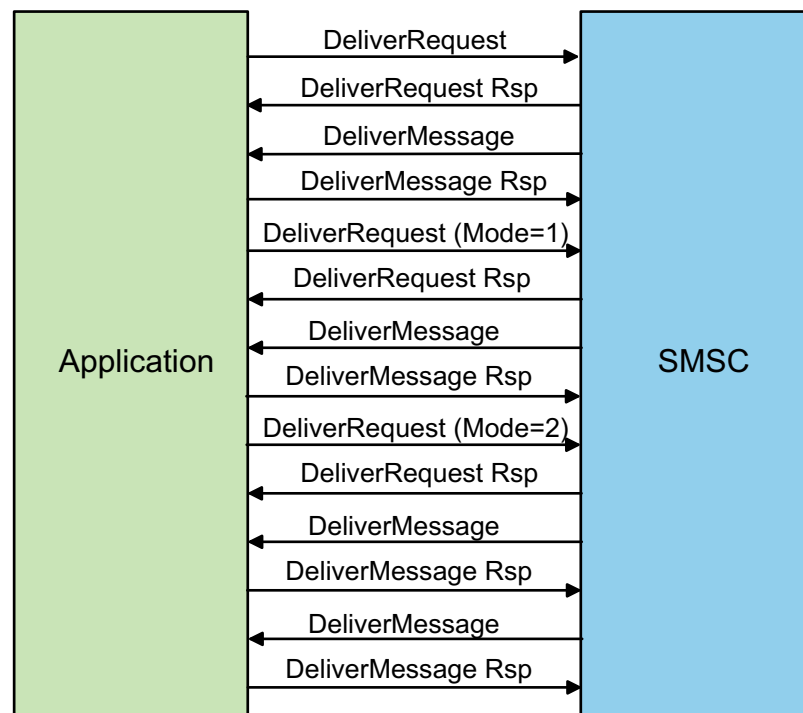 DeliverRequest
DeliverRequest Rsp
DeliverMessage
DeliverMessage Rsp
DeliverRequest (Mode=1)
DeliverRequest Rsp
DeliverMessage
Application
SMSC
DeliverMessage Rsp
DeliverRequest (Mode=2)
DeliverRequest Rsp
DeliverMessage
DeliverMessage Rsp
DeliverMessage
DeliverMessage Rsp